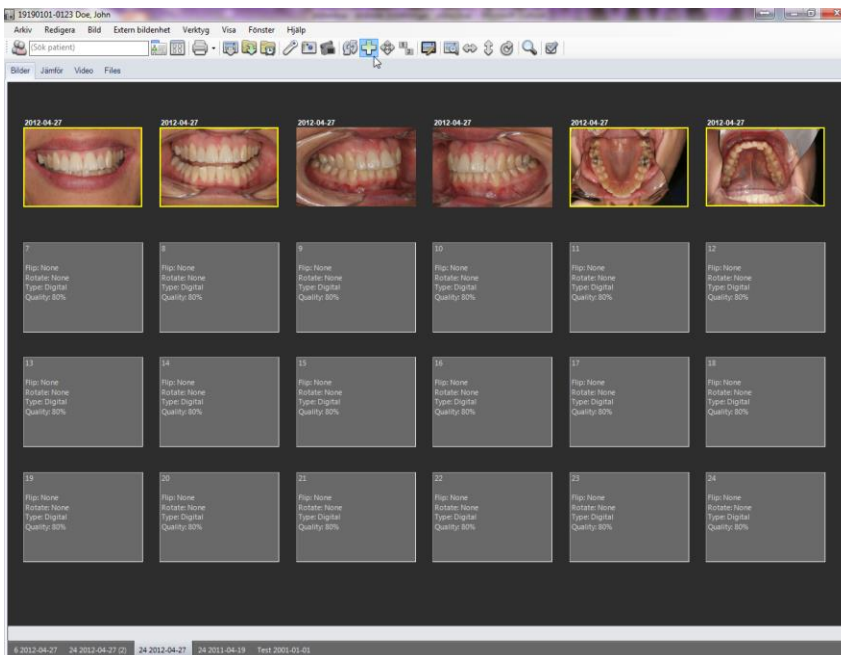 19190101-0123 Doe, John
Arkiv Redigera Bild Extern bildenhet Verktyg Visa Fönster Hjälp
(Sök patient)
Bilder Jämför Video Files
2012-04-27 2012-04-27 2012-04-27 2012-04-27 2012-04-27 2012-04-27
7 8 9 10 11 12
Flip: None Flip: None Flip: None Flip: None Flip: None Flip: None
Rotate: None Rotate: None Rotate: None Rotate: None Rotate: None Rotate: None
Type: Digital Type: Digital Type: Digital Type: Digital Type: Digital Type: Digital
Quality: 80% Quality: 80% Quality: 80% Quality: 80% Quality: 80% Quality: 80%
13 14 15 16 17 18
Flip: None Flip: None Flip: None Flip: None Flip: None Flip: None
Rotate: None Rotate: None Rotate: None Rotate: None Rotate: None Rotate: None
Type: Digital Type: Digital Type: Digital Type: Digital Type: Digital Type: Digital
Quality: 80% Quality: 80% Quality: 80% Quality: 80% Quality: 80% Quality: 80%
19 20 21 22 23 24
Flip: None Flip: None Flip: None Flip: None Flip: None Flip: None
Rotate: None Rotate: None Rotate: None Rotate: None Rotate: None Rotate: None
Type: Digital Type: Digital Type: Digital Type: Digital Type: Digital Type: Digital
Quality: 80% Quality: 80% Quality: 80% Quality: 80% Quality: 80% Quality: 80%
6 2012-04-27 24 2012-04-27 (2) 24 2012-04-27 24 2011-04-19 Test 2001-01-01